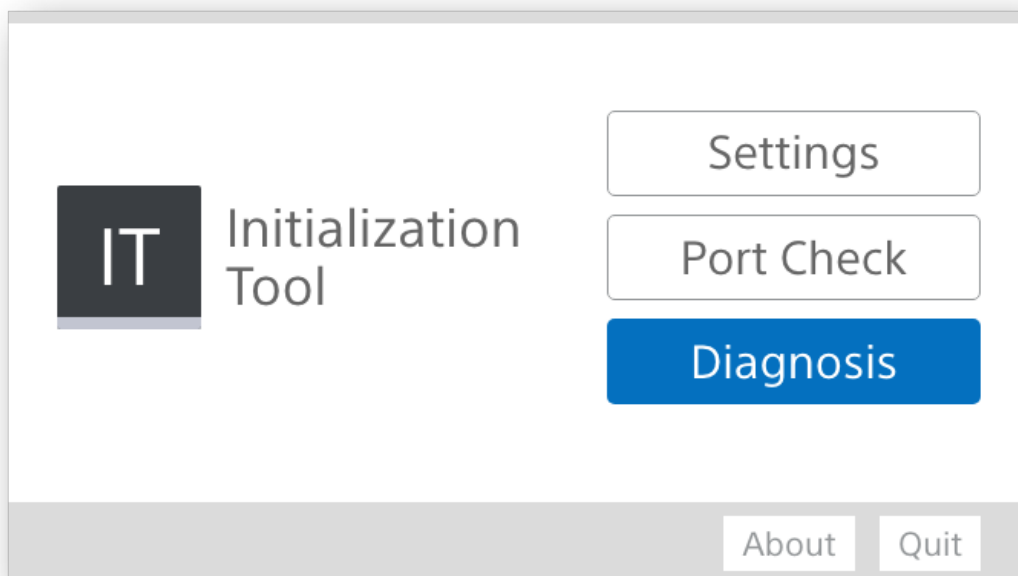 IT
Initialization
Tool
Settings
Port Check
Diagnosis
About
Quit